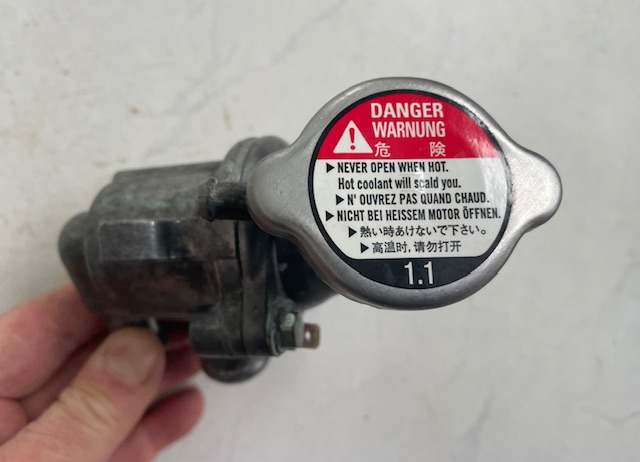 DANGER
WARNUNG
危 険
▶ NEVER OPEN WHEN HOT.
Hot coolant will scald you.
▶ N' OUVREZ PAS QUAND CHAUD.
▶ NICHT BEI HEISSEM MOTOR ÖFFNEN.
▶ 熱い時あけないで下さい。
▶ 高温时, 请勿打开
1.1